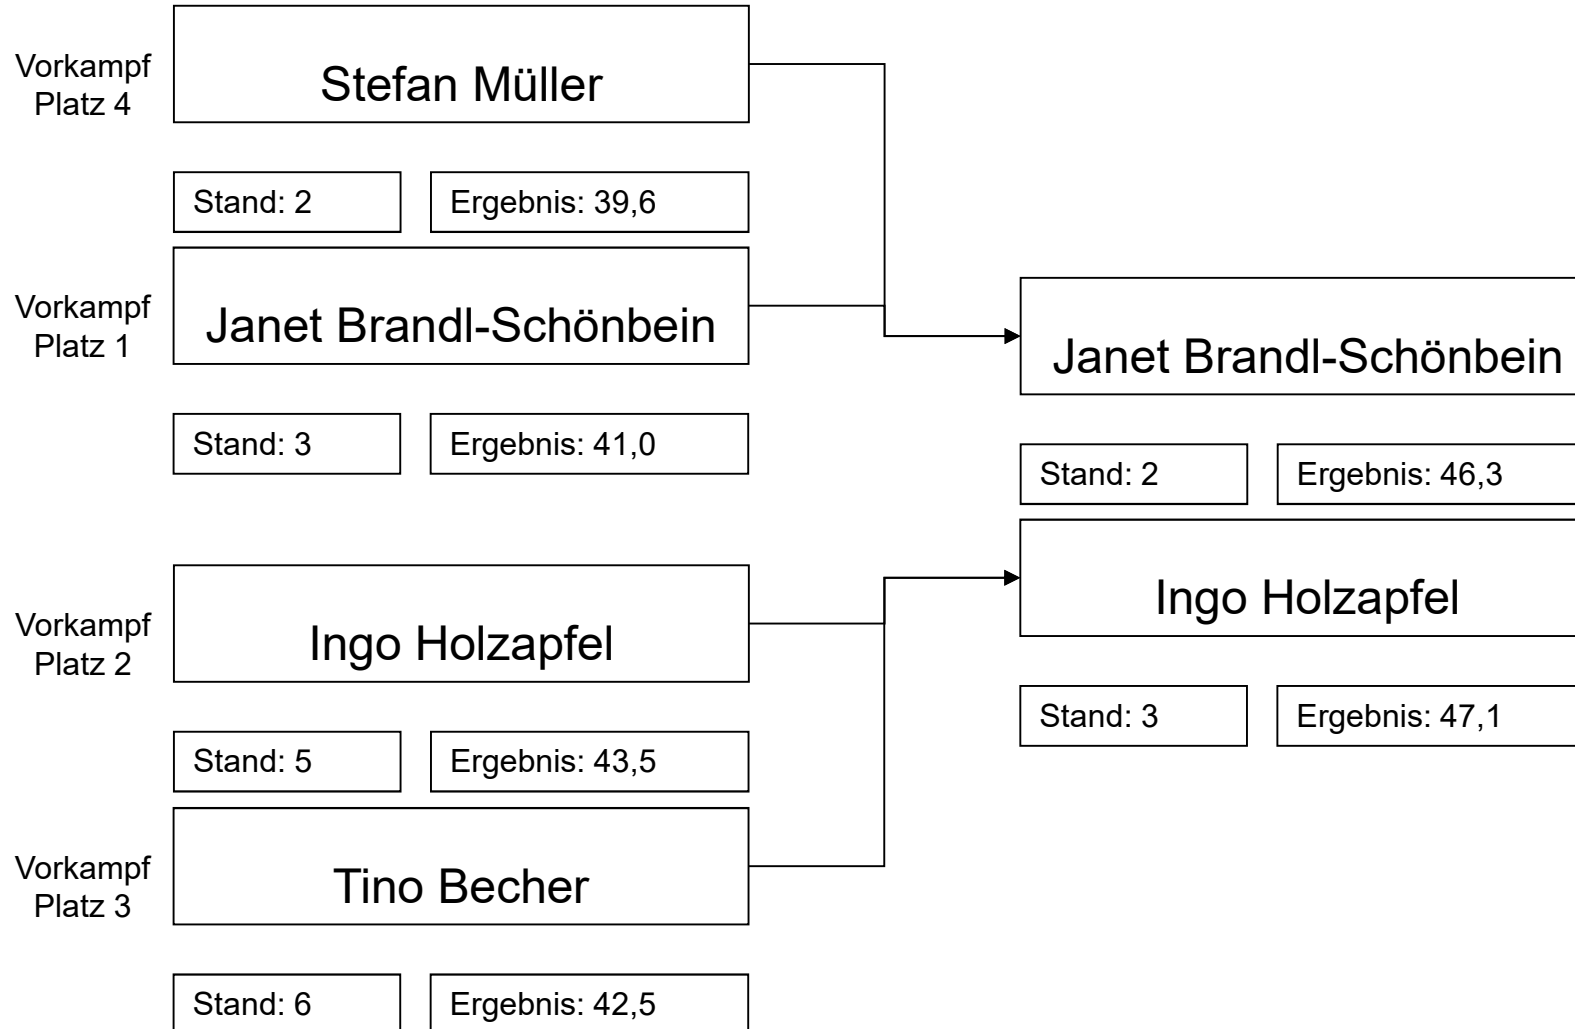 Vorkampf
Platz 4
Stefan Müller
Stand: 2
Ergebnis: 39,6
Vorkampf
Platz 1
Janet Brandl-Schönbein
Stand: 3
Ergebnis: 41,0
Janet Brandl-Schönbein
Stand: 2
Ergebnis: 46,3
Vorkampf
Platz 2
Ingo Holzapfel
Stand: 5
Ergebnis: 43,5
Ingo Holzapfel
Stand: 3
Ergebnis: 47,1
Vorkampf
Platz 3
Tino Becher
Stand: 6
Ergebnis: 42,5